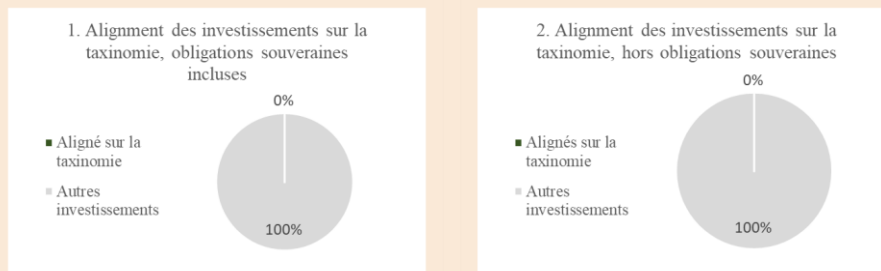 1. Alignment des investissements sur la
taxinomie, obligations souveraines
incluses
0%
Aligné sur la
taxinomie
Autres
investissements
100%
2. Alignment des investissements sur la
taxinomie, hors obligations souveraines
0%
Alignés sur la
taxinomie
Autres
investissements
100%